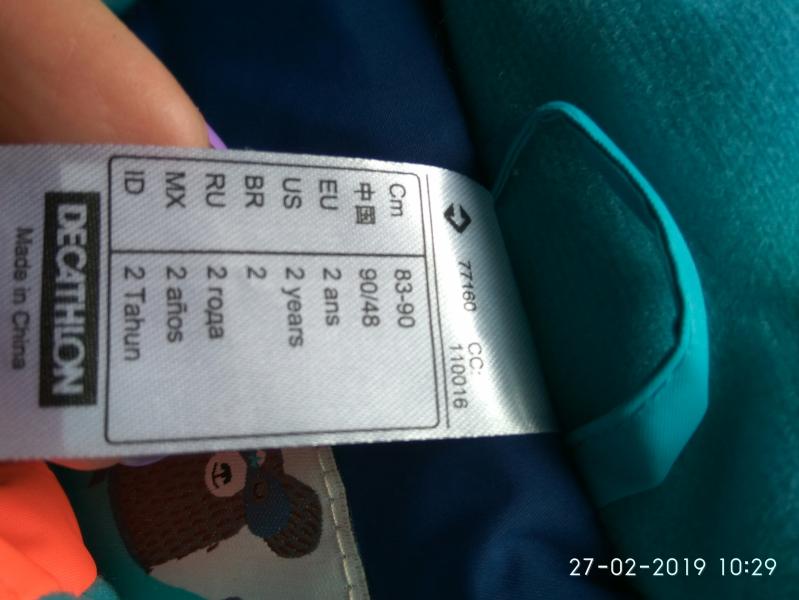 77160 CC:
110016
Cm 83-90
中国 90/48
EU 2 ans
US 2 years
BR 2
RU 2 года
MX 2 años
ID 2 Tahun
DECATHLON
Made in China
27-02-2019 10:29